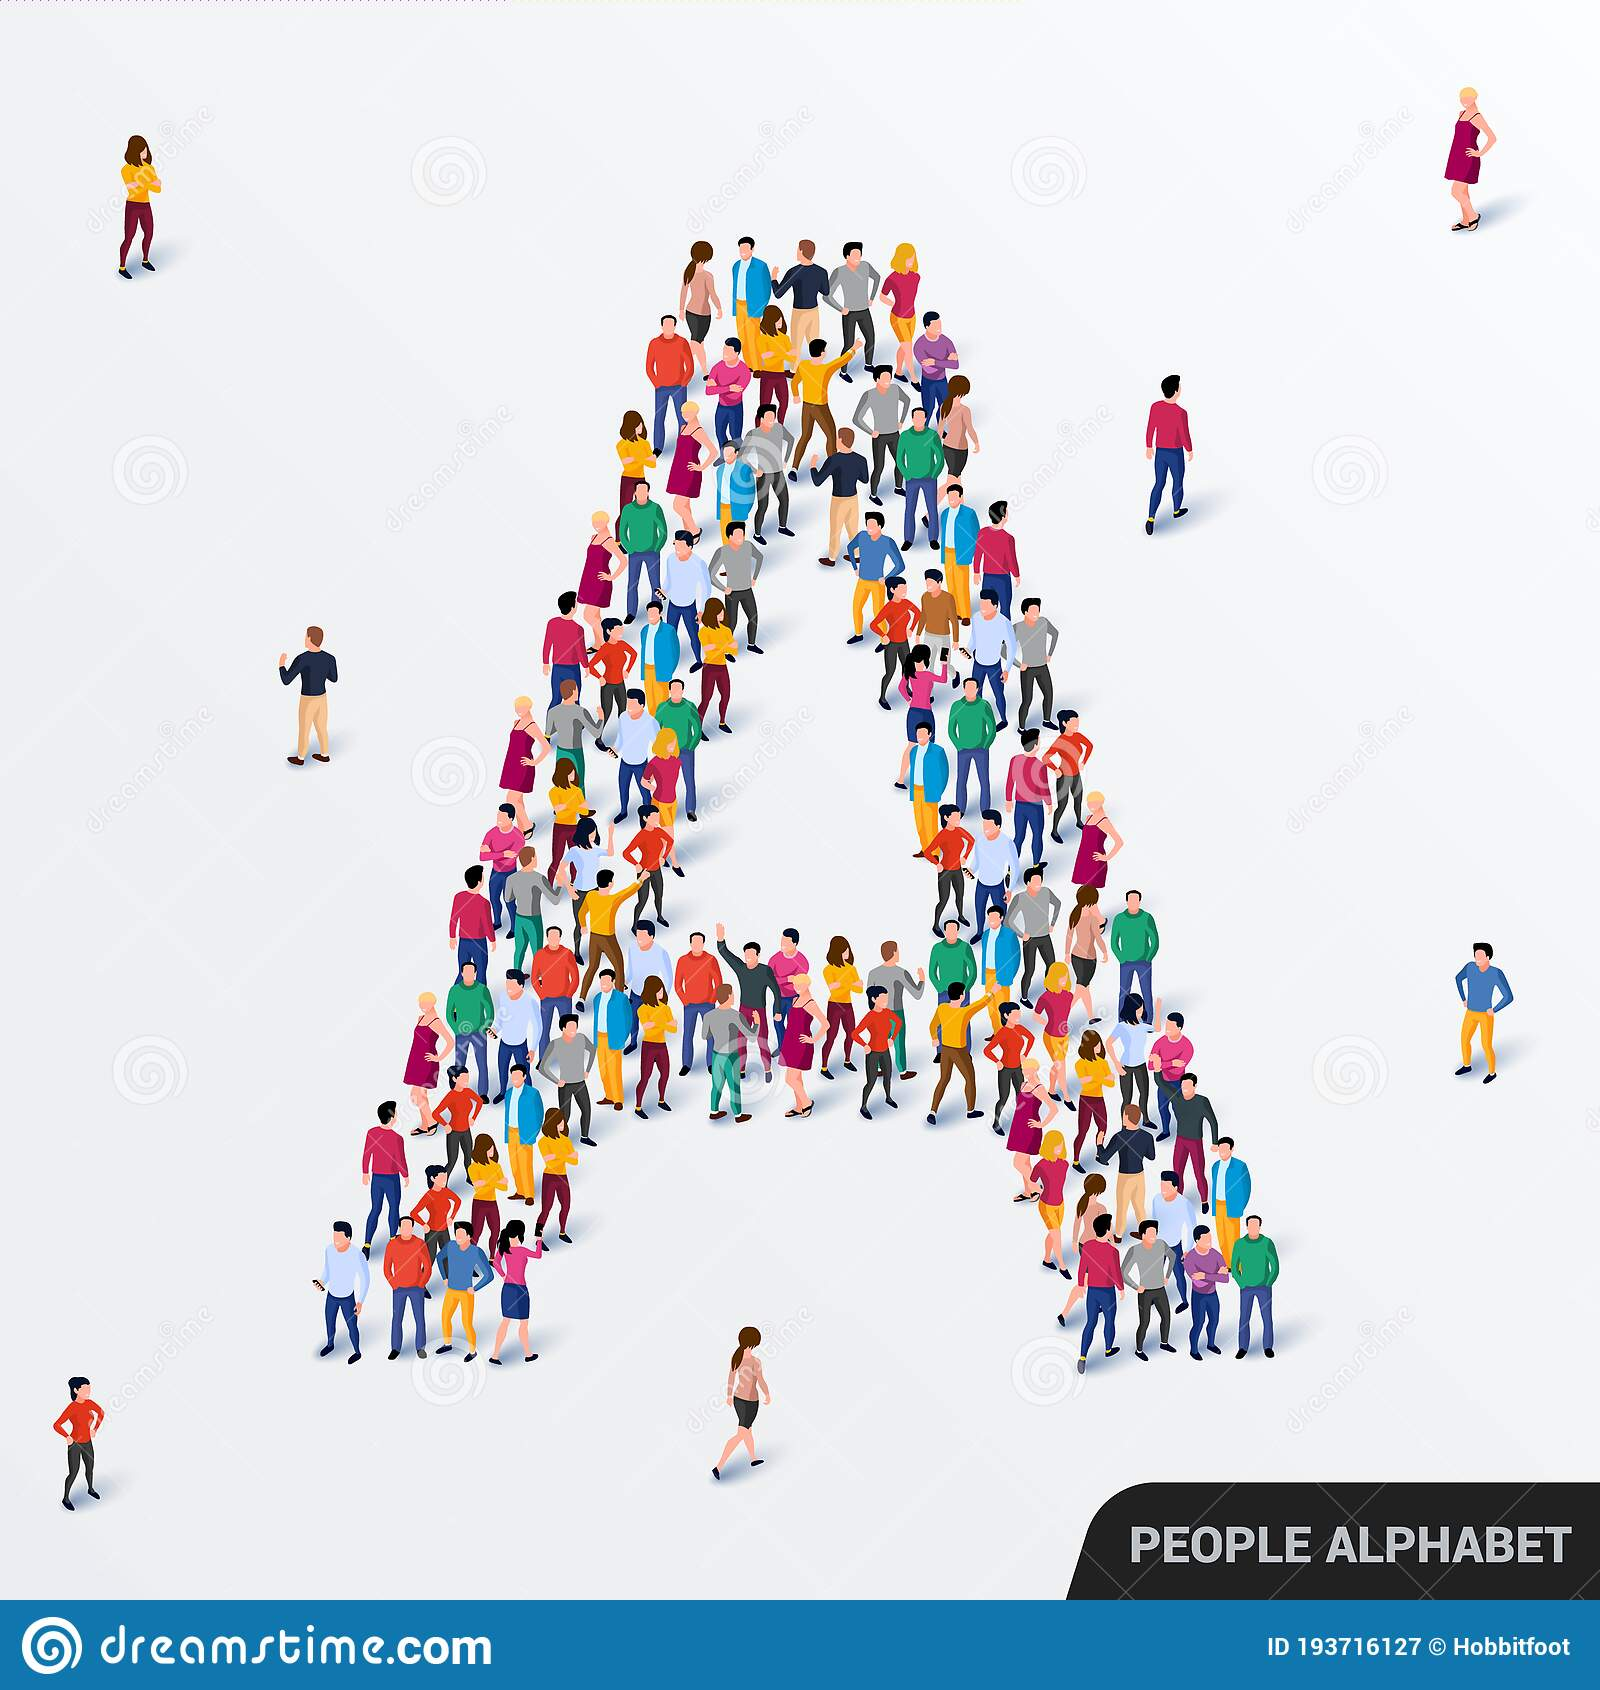 A
PEOPLE ALPHABET
dreamstime.com
ID 193716127 © Hobbitfoot